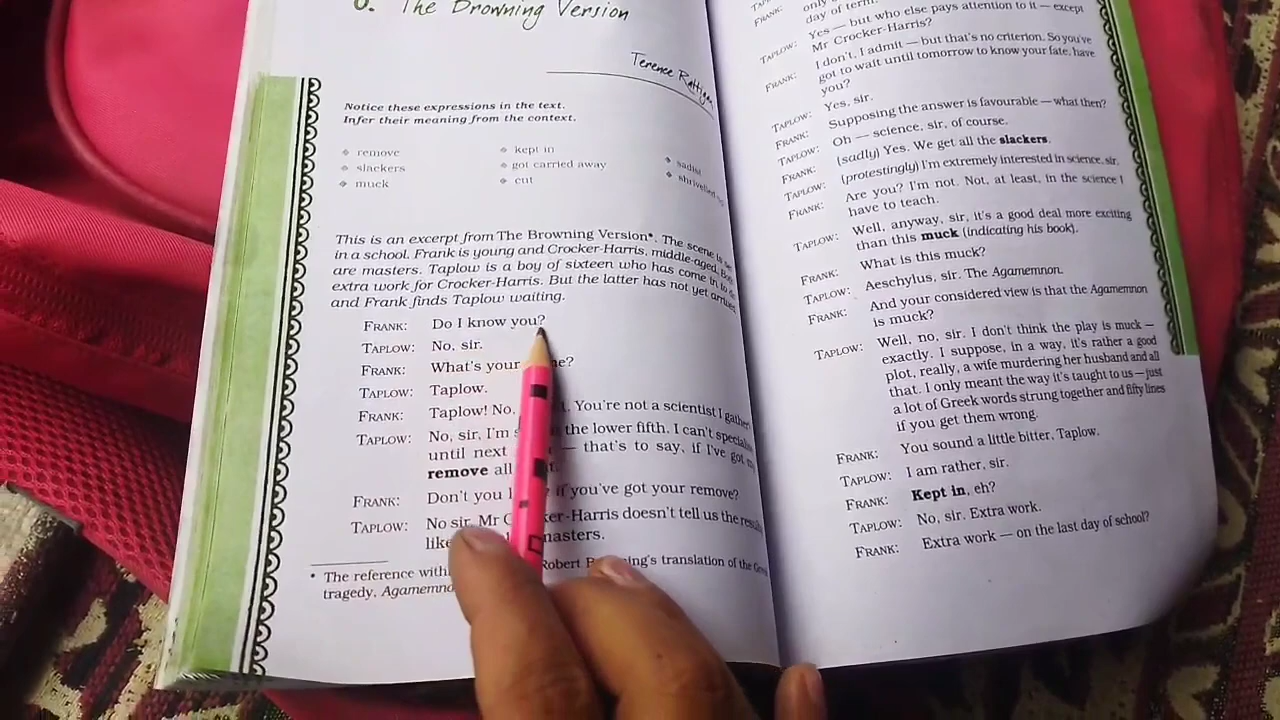 6. The Browning Version
Terence Rattigan
Notice these expressions in the text.
Infer their meaning from the context.
❖ remove
❖ slackers
❖ muck
❖ kept in
❖ got carried away
❖ cut
❖ sadist
❖ shrivelled
This is an excerpt from The Browning Version*. The scene is
in a school. Frank is young and Crocker-Harris, middle-aged.
are masters. Taplow is a boy of sixteen who has come in to
extra work for Crocker-Harris. But the latter has not yet arrived
and Frank finds Taplow waiting.
FRANK: Do I know you?
TAPLOW: No, sir.
FRANK: What's your
TAPLOW: Taplow.
FRANK: Taplow! No, You're not a scientist I gather
TAPLOW: No, sir, I'm the lower fifth. I can't specialise
until next — that's to say, if I've got my
remove all
FRANK: Don't you if you've got your remove?
TAPLOW: No sir, Mr doesn't tell us the results
like masters.
• The reference Robert translation of the
tragedy, Agamemnon
FRANK: only
day of term.
TAPLOW: Yes — but who else pays attention to it — except
Mr Crocker-Harris?
FRANK: I don't, I admit — but that's no criterion. So you've
got to wait until tomorrow to know your fate, have
you?
TAPLOW: Yes, sir.
FRANK: Supposing the answer is favourable — what then?
TAPLOW: Oh — science, sir, of course.
FRANK: (sadly) Yes. We get all the slackers.
TAPLOW: (protestingly) I'm extremely interested in science, sir.
FRANK: Are you? I'm not. Not, at least, in the science I
have to teach.
TAPLOW: Well, anyway, sir, it's a good deal more exciting
than this muck (indicating his book).
FRANK: What is this muck?
TAPLOW: Aeschylus, sir. The Agamemnon.
FRANK: And your considered view is that the Agamemnon
is muck?
TAPLOW: Well, no, sir. I don't think the play is muck —
exactly. I suppose, in a way, it's rather a good
plot, really, a wife murdering her husband and all
that. I only meant the way it's taught to us — just
a lot of Greek words strung together and fifty lines
if you get them wrong.
FRANK: You sound a little bitter, Taplow.
TAPLOW: I am rather, sir.
FRANK: Kept in, eh?
TAPLOW: No, sir. Extra work.
FRANK: Extra work — on the last day of school?